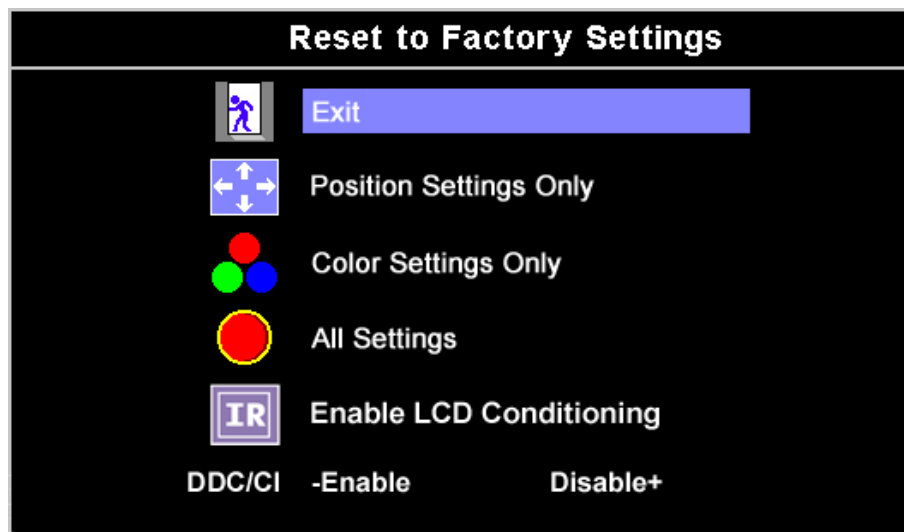 Reset to Factory Settings
Exit
Position Settings Only
Color Settings Only
All Settings
IR Enable LCD Conditioning
DDC/CI -Enable Disable+